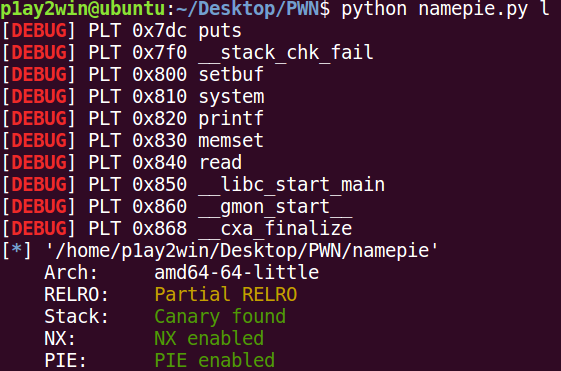 p1ay2win@ubuntu:~/Desktop/PWN$ python namepie.py l
[DEBUG] PLT 0x7dc puts
[DEBUG] PLT 0x7f0 __stack_chk_fail
[DEBUG] PLT 0x800 setbuf
[DEBUG] PLT 0x810 system
[DEBUG] PLT 0x820 printf
[DEBUG] PLT 0x830 memset
[DEBUG] PLT 0x840 read
[DEBUG] PLT 0x850 __libc_start_main
[DEBUG] PLT 0x860 __gmon_start__
[DEBUG] PLT 0x868 __cxa_finalize
[*] '/home/p1ay2win/Desktop/PWN/namepie'
    Arch:     amd64-64-little
    RELRO:    Partial RELRO
    Stack:    Canary found
    NX:       NX enabled
    PIE:      PIE enabled